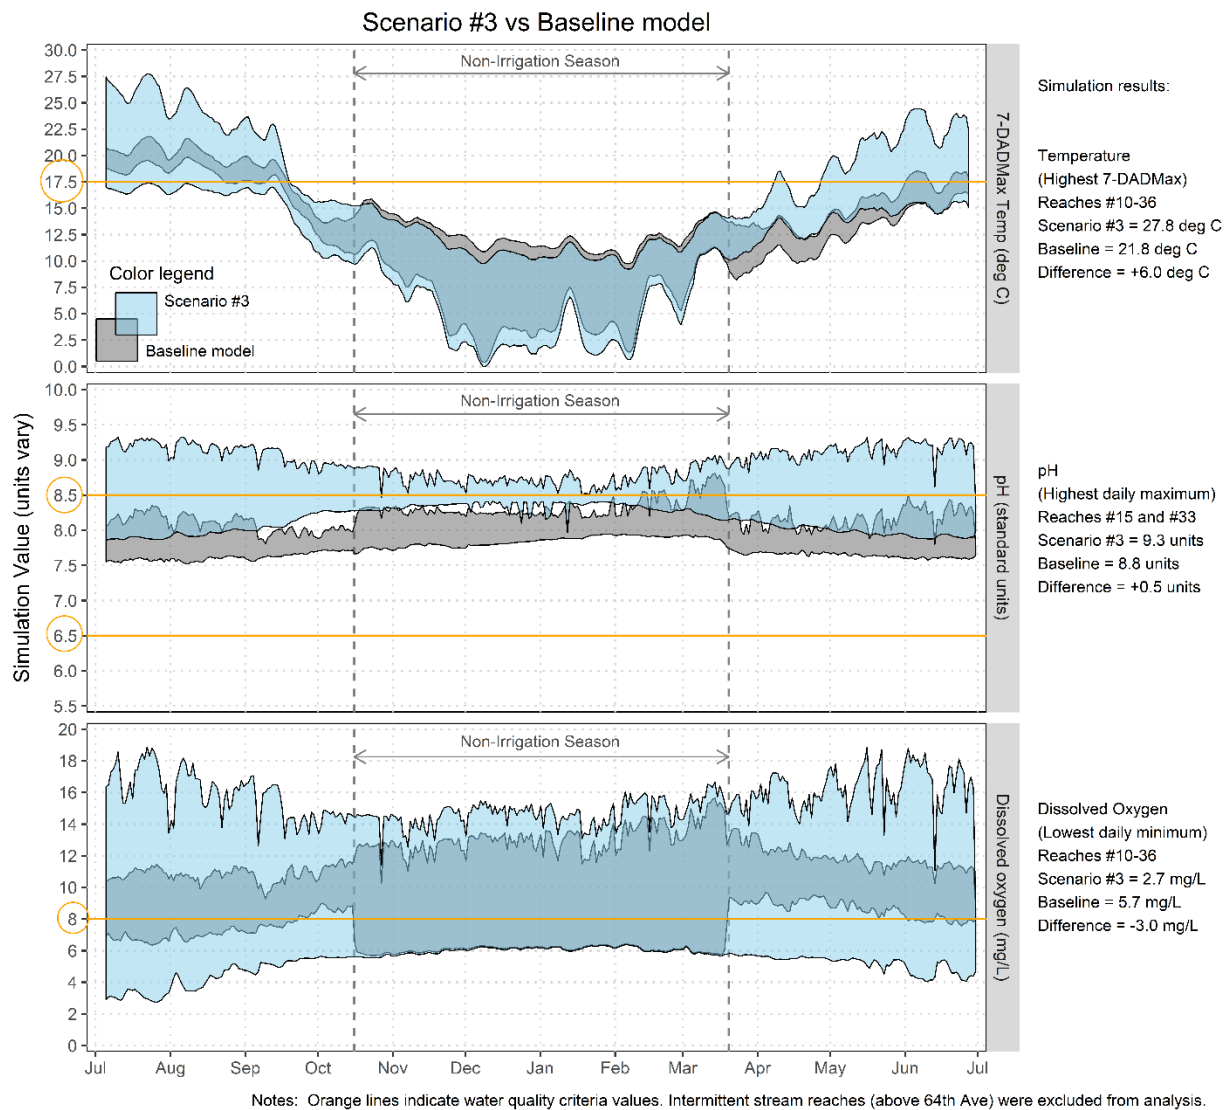 Scenario #3 vs Baseline model
Simulation Value (units vary)
30.0
27.5
25.0
22.5
20.0
17.5
15.0
12.5
10.0
7.5
5.0
2.5
0.0
Non-Irrigation Season
Color legend
Scenario #3
Baseline model
7-DADMax Temp (deg C)
Simulation results:
Temperature
(Highest 7-DADMax)
Reaches #10-36
Scenario #3 = 27.8 deg C
Baseline = 21.8 deg C
Difference = +6.0 deg C
10.0
9.5
9.0
8.5
8.0
7.5
7.0
6.5
6.0
5.5
Non-Irrigation Season
pH (standard units)
pH
(Highest daily maximum)
Reaches #15 and #33
Scenario #3 = 9.3 units
Baseline = 8.8 units
Difference = +0.5 units
20
18
16
14
12
10
8
6
4
2
0
Non-Irrigation Season
Dissolved oxygen (mg/L)
Dissolved Oxygen
(Lowest daily minimum)
Reaches #10-36
Scenario #3 = 2.7 mg/L
Baseline = 5.7 mg/L
Difference = -3.0 mg/L
Jul Aug Sep Oct Nov Dec Jan Feb Mar Apr May Jun Jul
Notes: Orange lines indicate water quality criteria values. Intermittent stream reaches (above 64th Ave) were excluded from analysis.